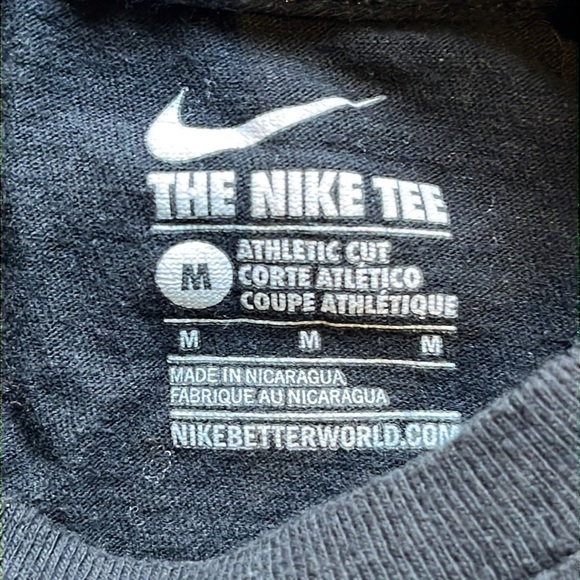 THE NIKE TEE
M
ATHLETIC CUT
CORTE ATLÉTICO
COUPE ATHLÉTIQUE
M M M
MADE IN NICARAGUA
FABRIQUE AU NICARAGUA
NIKEBETTERWORLD.COM